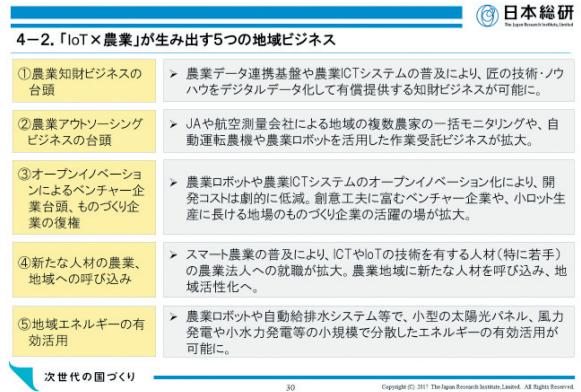 日本総研
The Japan Research Institute, Limited
4－2．「IoT×農業」が生み出す5つの地域ビジネス
①農業知財ビジネスの
台頭
➢ 農業データ連携基盤や農業ICTシステムの普及により、匠の技術・ノウ
ハウをデジタルデータ化して有償提供する知財ビジネスが可能に。
②農業アウトソーシング
ビジネスの台頭
➢ JAや航空測量会社による地域の複数農家の一括モニタリングや、自
動運転農機や農業ロボットを活用した作業受託ビジネスが拡大。
③オープンイノベーショ
ンによるベンチャー企
業台頭、ものづくり企
業の復権
➢ 農業ロボットや農業ICTシステムのオープンイノベーション化により、開
発コストは劇的に低減。創意工夫に富むベンチャー企業や、小ロット生
産に長ける地場のものづくり企業の活躍の場が拡大。
④新たな人材の農業、
地域への呼び込み
➢ スマート農業の普及により、ICTやIoTの技術を有する人材（特に若手）
の農業法人への就職が拡大。農業地域に新たな人材を呼び込み、地
域活性化へ。
⑤地域エネルギーの有
効活用
➢ 農業ロボットや自動給排水システム等で、小型の太陽光パネル、風力
発電や小水力発電等の小規模で分散したエネルギーの有効活用が
可能に。
次世代の国づくり
30
Copyright (C) 2017 The Japan Research Institute, Limited. All Rights Reserved.